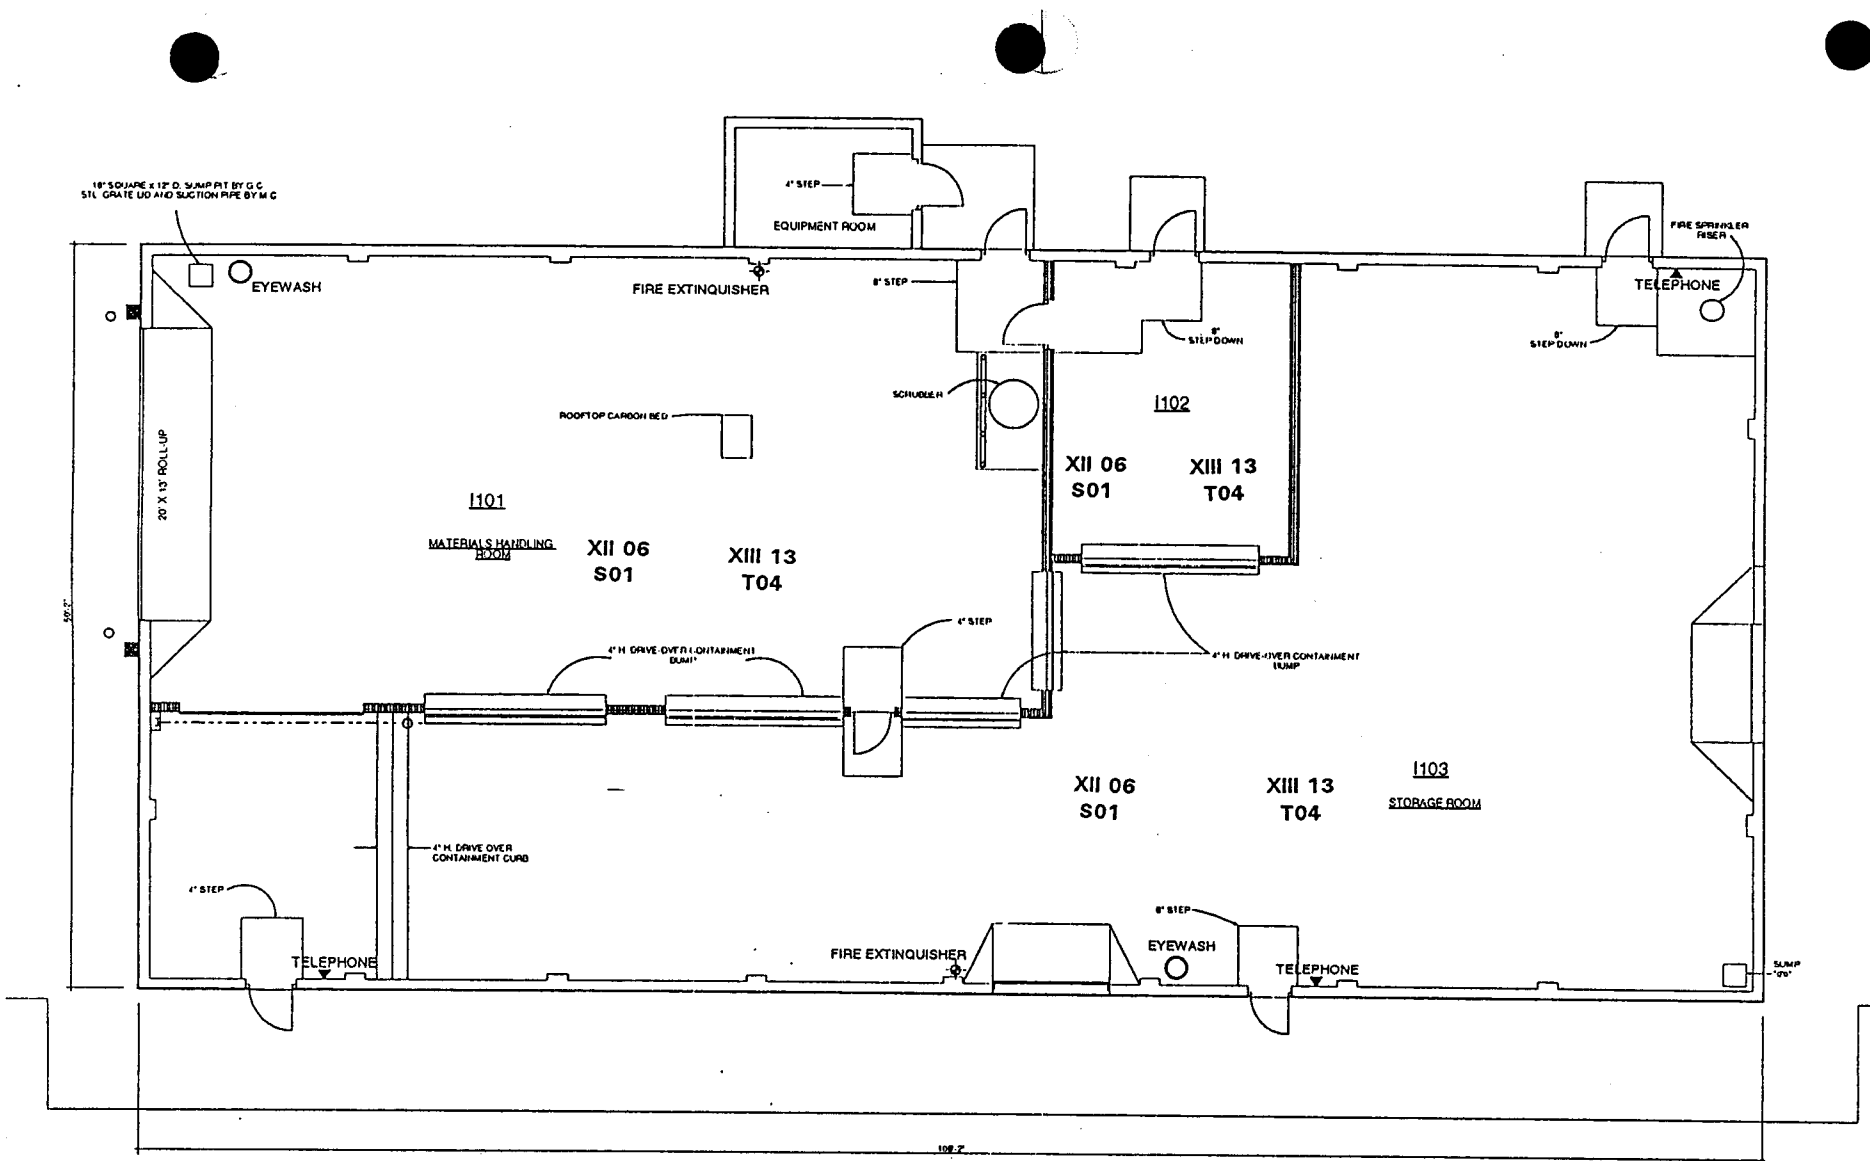 18" SQUARE x 12" D. SUMP PIT BY G C
STL GRATE LID AND SUCTION PIPE BY M C
4" STEP
EQUIPMENT ROOM
FIRE SPRINKLER
RISER
EYEWASH
FIRE EXTINQUISHER
8" STEP
TELEPHONE
8"
STEP DOWN
8"
STEP DOWN
SCRUBBER
I102
ROOFTOP CARBON BED
20' X 13' ROLL-UP
XII 06
S01
XIII 13
T04
I101
MATERIALS HANDLING
ROOM
XII 06
S01
XIII 13
T04
4" STEP
4" H. DRIVE-OVER CONTAINMENT
BUMP
4" H DRIVE-OVER CONTAINMENT
BUMP
XII 06
S01
XIII 13
T04
I103
STORAGE ROOM
4" H. DRIVE OVER
CONTAINMENT CURB
4" STEP
8" STEP
TELEPHONE
FIRE EXTINQUISHER
EYEWASH
TELEPHONE
SUMP